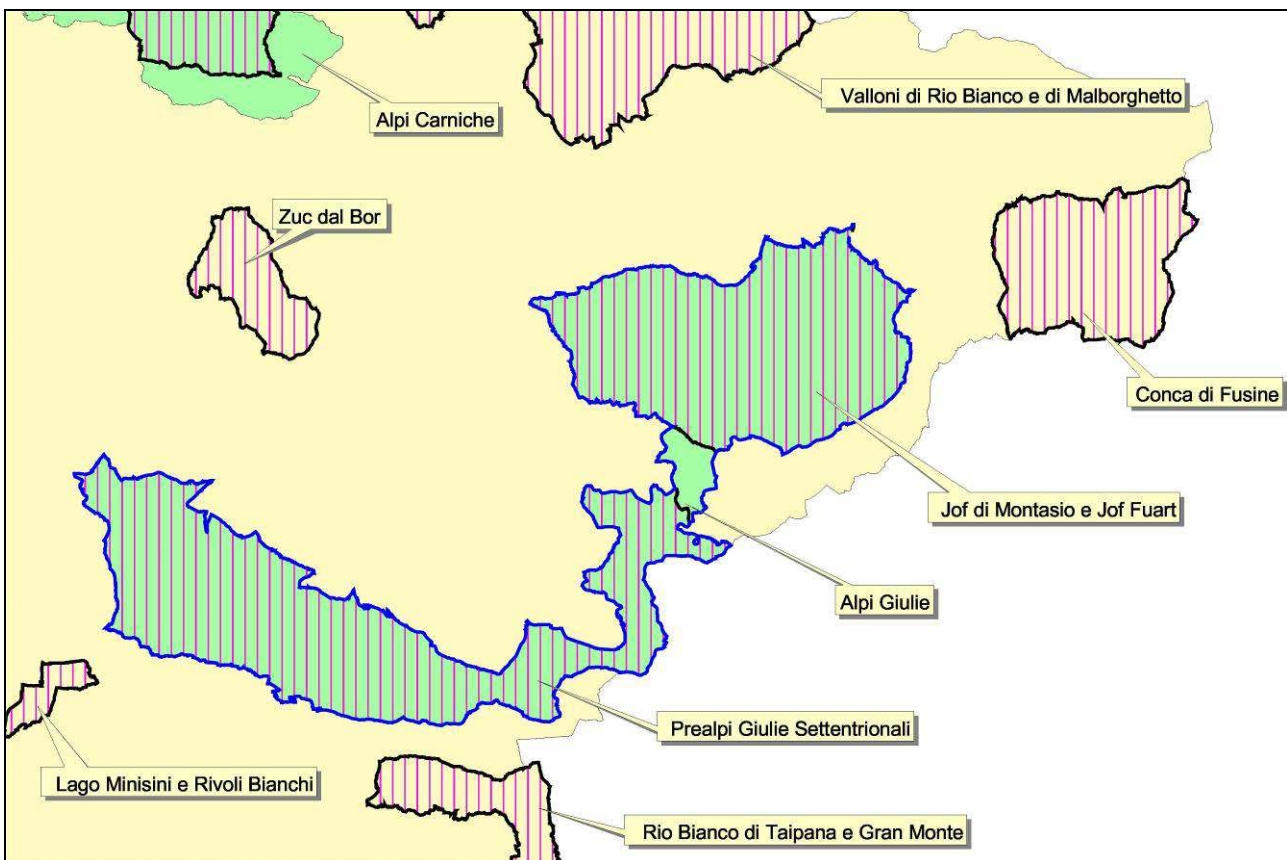 Valloni di Rio Bianco e di Malborghetto
Alpi Carniche
Zuc dal Bor
Conca di Fusine
Jof di Montasio e Jof Fuart
Alpi Giulie
Prealpi Giulie Settentrionali
Lago Minisini e Rivoli Bianchi
Rio Bianco di Taipana e Gran Monte